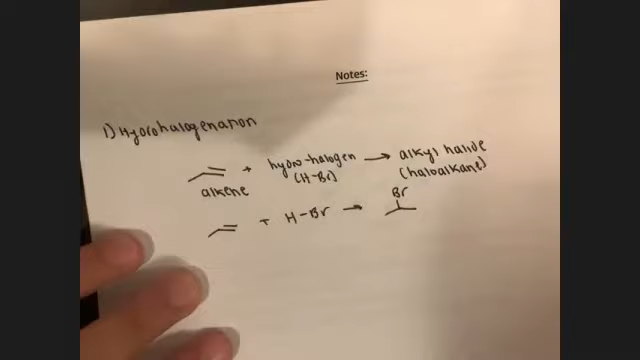 Notes:
1) Hydrohalogenation
+ hydro-halogen → alkyl halide
alkene (H-Br) (haloalkane)
Br
+ H-Br →